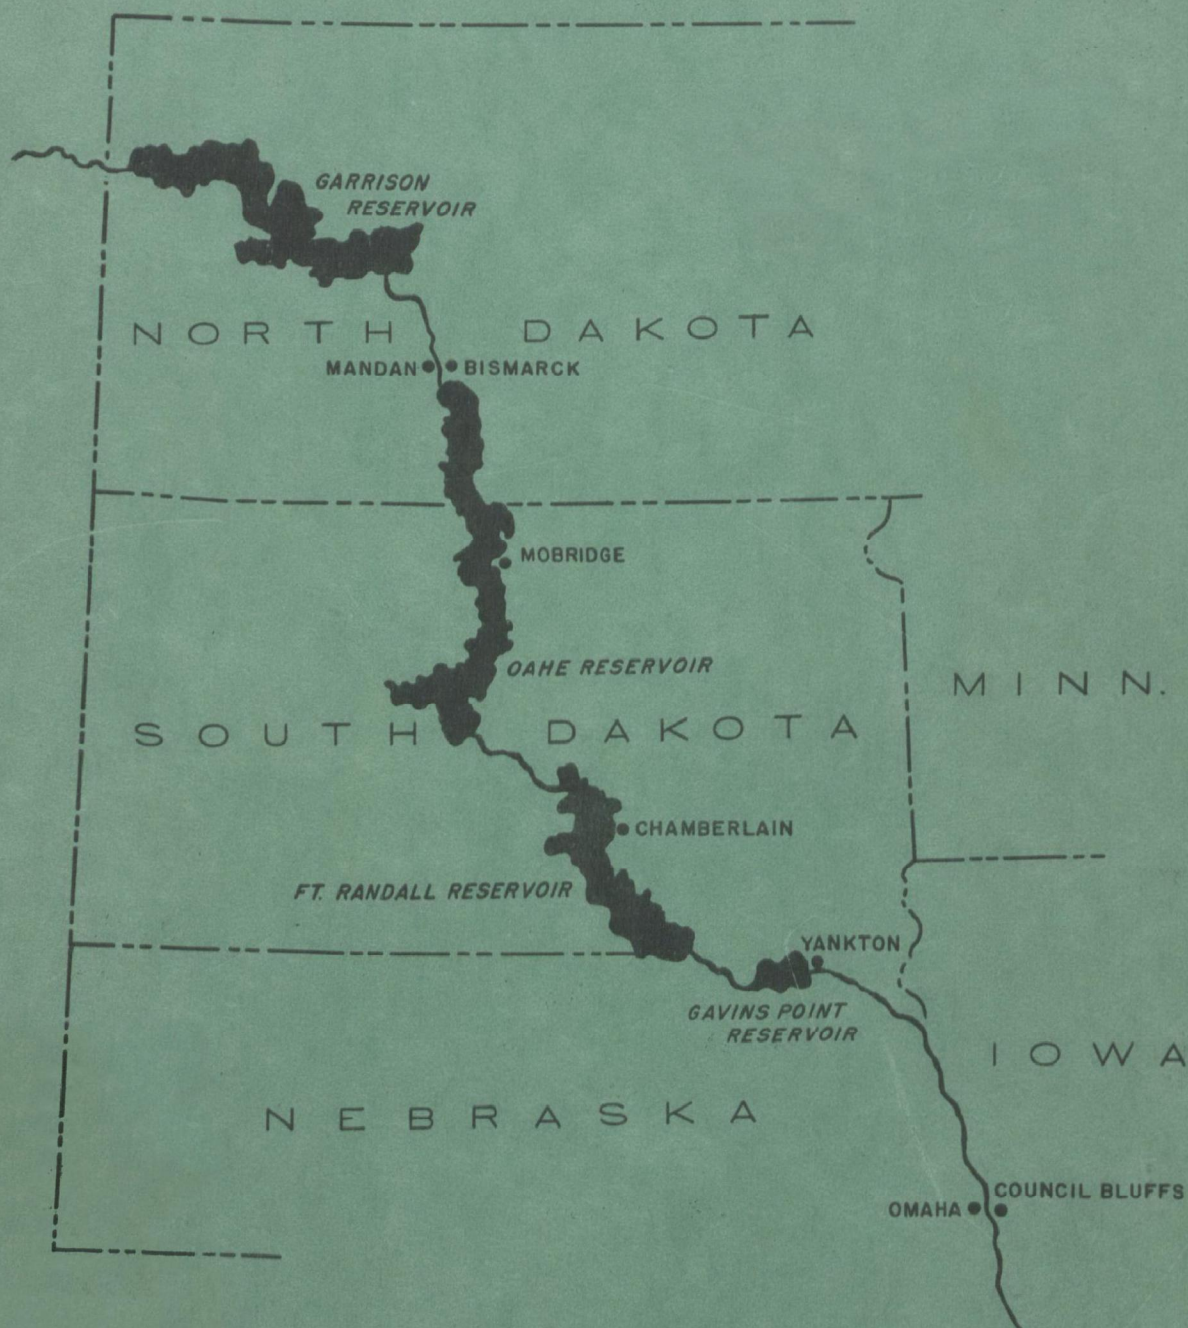 GARRISON
RESERVOIR
NORTH DAKOTA
MANDAN
BISMARCK
MOBRIDGE
OAHE RESERVOIR
MINN.
SOUTH DAKOTA
CHAMBERLAIN
FT. RANDALL RESERVOIR
YANKTON
GAVINS POINT
RESERVOIR
IOWA
NEBRASKA
COUNCIL BLUFFS
OMAHA